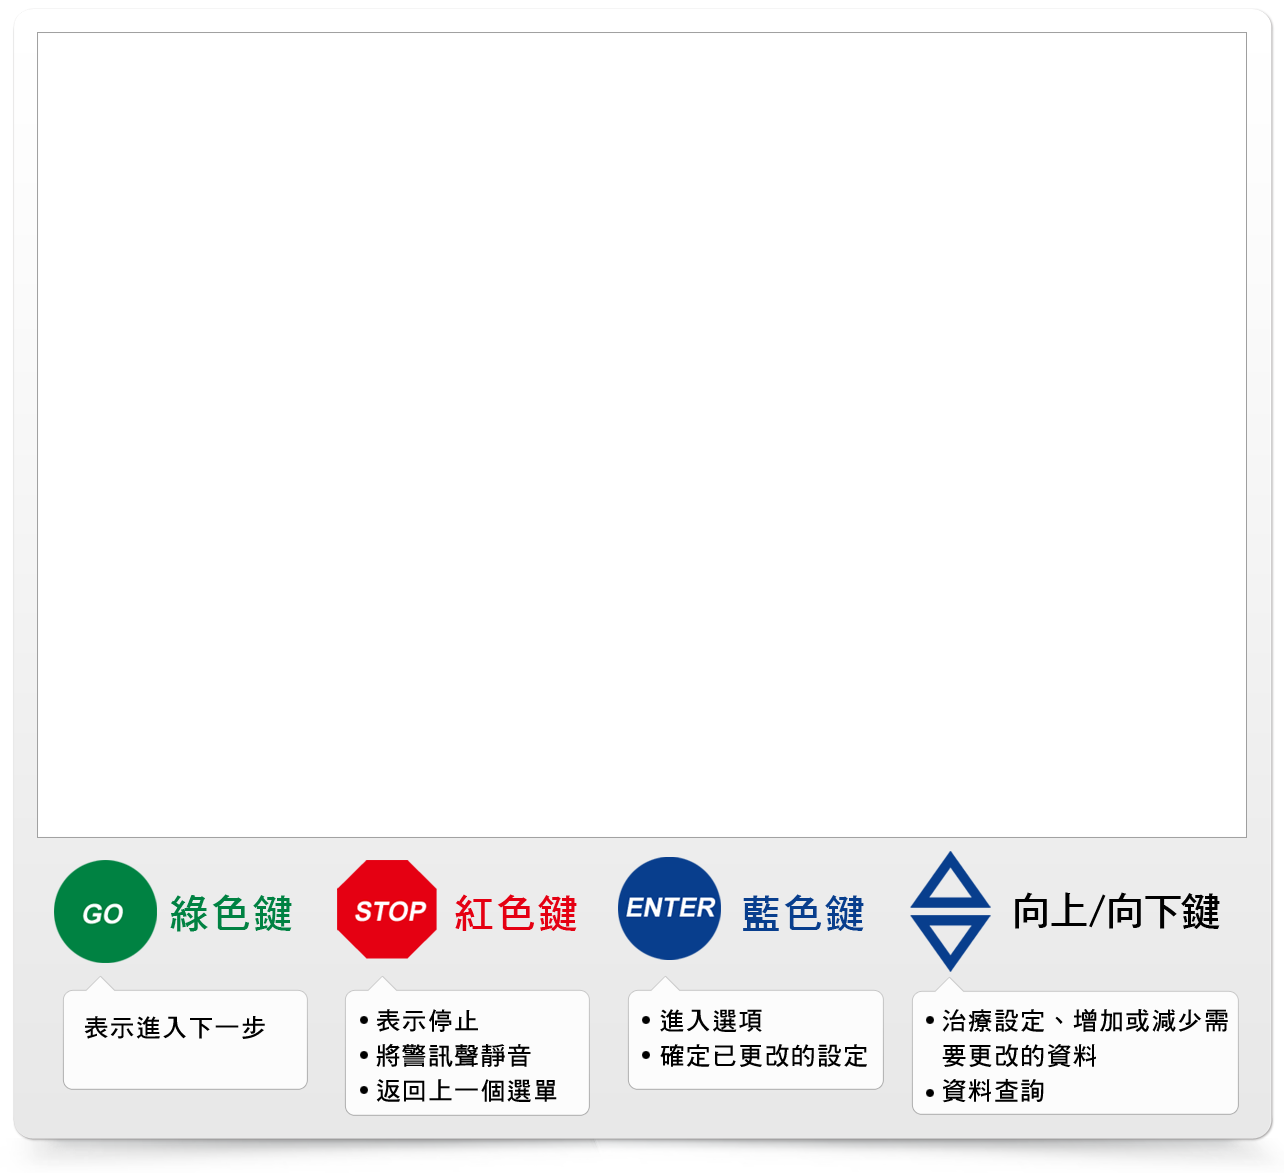 GO 綠色鍵
STOP 紅色鍵
ENTER 藍色鍵
向上/向下鍵
表示進入下一步
• 表示停止
• 將警訊聲靜音
• 返回上一個選單
• 進入選項
• 確定已更改的設定
• 治療設定、增加或減少需
要更改的資料
• 資料查詢